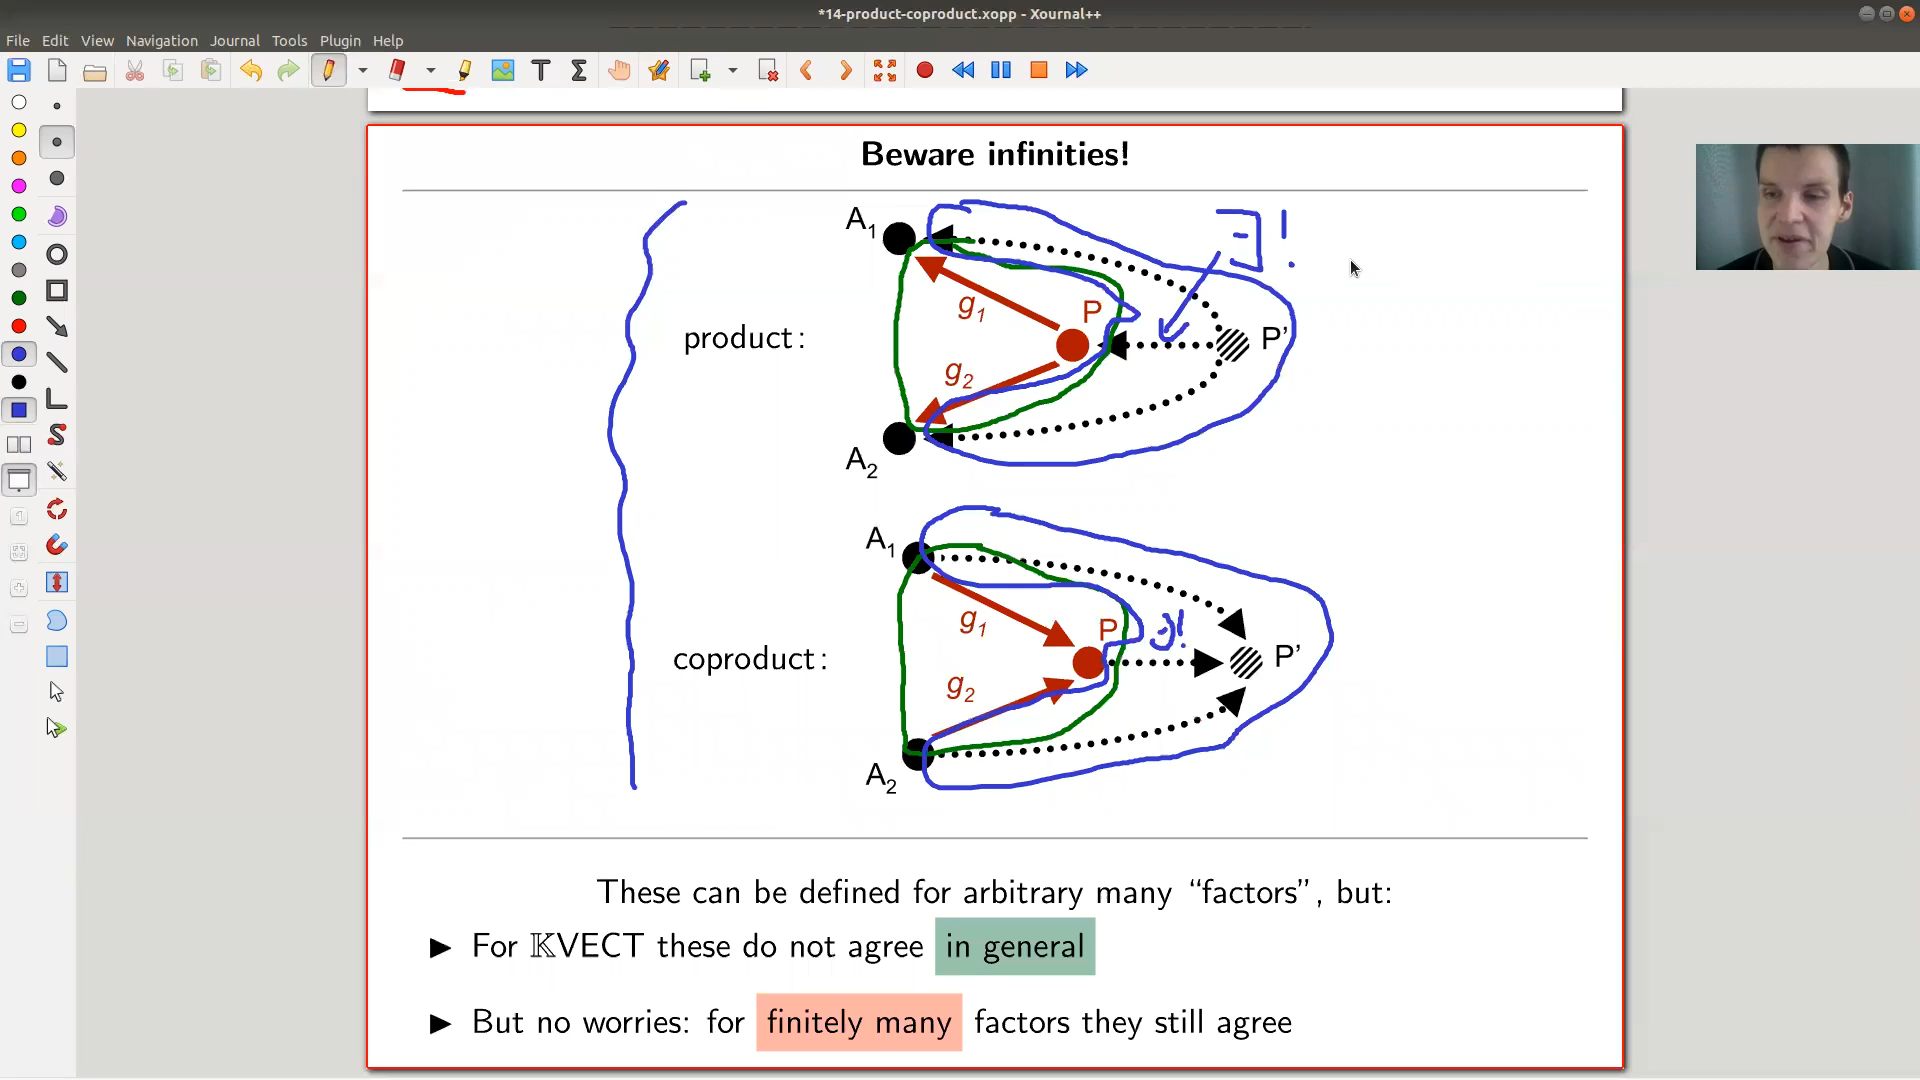 *14-product-coproduct.xopp - Xournal++
File Edit View Navigation Journal Tools Plugin Help
Beware infinities!
A1
∃!
g1
P
product:
P'
g2
A2
A1
g1
P
∃!
coproduct:
P'
g2
A2
These can be defined for arbitrary many “factors”, but:
► For 𝕂VECT these do not agree in general
► But no worries: for finitely many factors they still agree